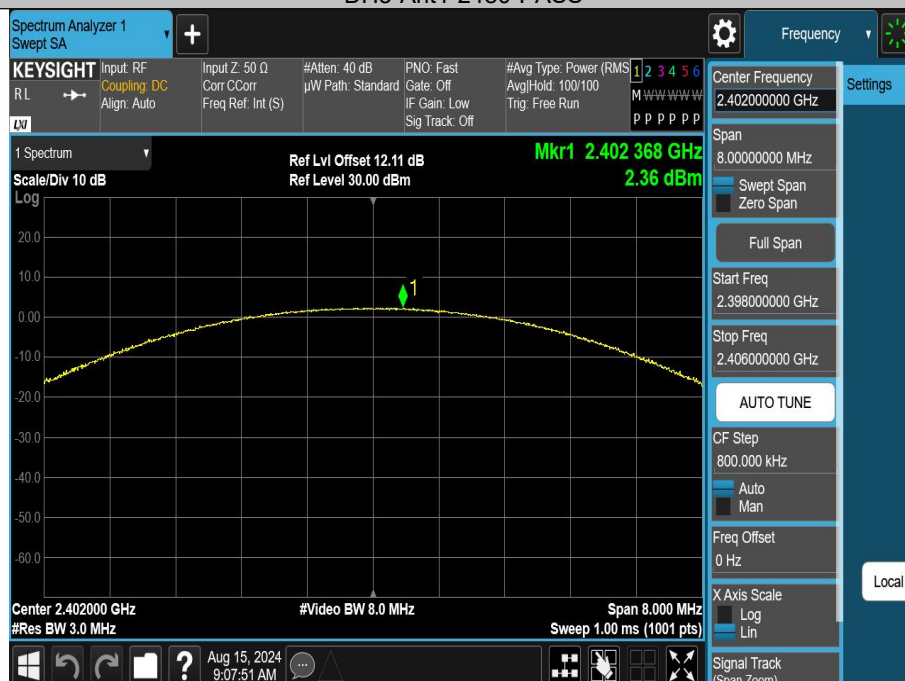 Spectrum Analyzer 1
Swept SA
+
Frequency
KEYSIGHT
RL
LXI
Input: RF
Coupling: DC
Align: Auto
Input Z: 50 Ω
Corr CCorr
Freq Ref: Int (S)
#Atten: 40 dB
µW Path: Standard
PNO: Fast
Gate: Off
IF Gain: Low
Sig Track: Off
#Avg Type: Power (RMS
Avg|Hold: 100/100
Trig: Free Run
1 2 3 4 5 6
M W W W W W
P P P P P P
1 Spectrum
Scale/Div 10 dB
Log
Ref Lvl Offset 12.11 dB
Ref Level 30.00 dBm
Mkr1 2.402 368 GHz
2.36 dBm
20.0
10.0
0.00
-10.0
-20.0
-30.0
-40.0
-50.0
-60.0
1
Center 2.402000 GHz
#Res BW 3.0 MHz
#Video BW 8.0 MHz
Span 8.000 MHz
Sweep 1.00 ms (1001 pts)
Aug 15, 2024
9:07:51 AM
?
Center Frequency
2.402000000 GHz
Settings
Span
8.00000000 MHz
Swept Span
Zero Span
Full Span
Start Freq
2.398000000 GHz
Stop Freq
2.406000000 GHz
AUTO TUNE
CF Step
800.000 kHz
Auto
Man
Freq Offset
0 Hz
X Axis Scale
Log
Lin
Local
Signal Track
(Span Zoom)